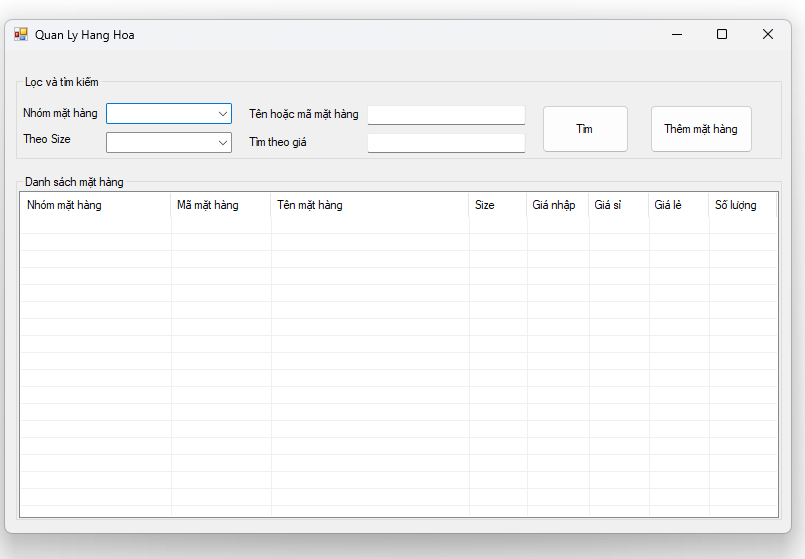 Quan Ly Hang Hoa
Lọc và tìm kiếm
Nhóm mặt hàng
Tên hoặc mã mặt hàng
Tìm
Thêm mặt hàng
Theo Size
Tìm theo giá
Danh sách mặt hàng
Nhóm mặt hàng Mã mặt hàng Tên mặt hàng Size Giá nhập Giá sỉ Giá lẻ Số lượng